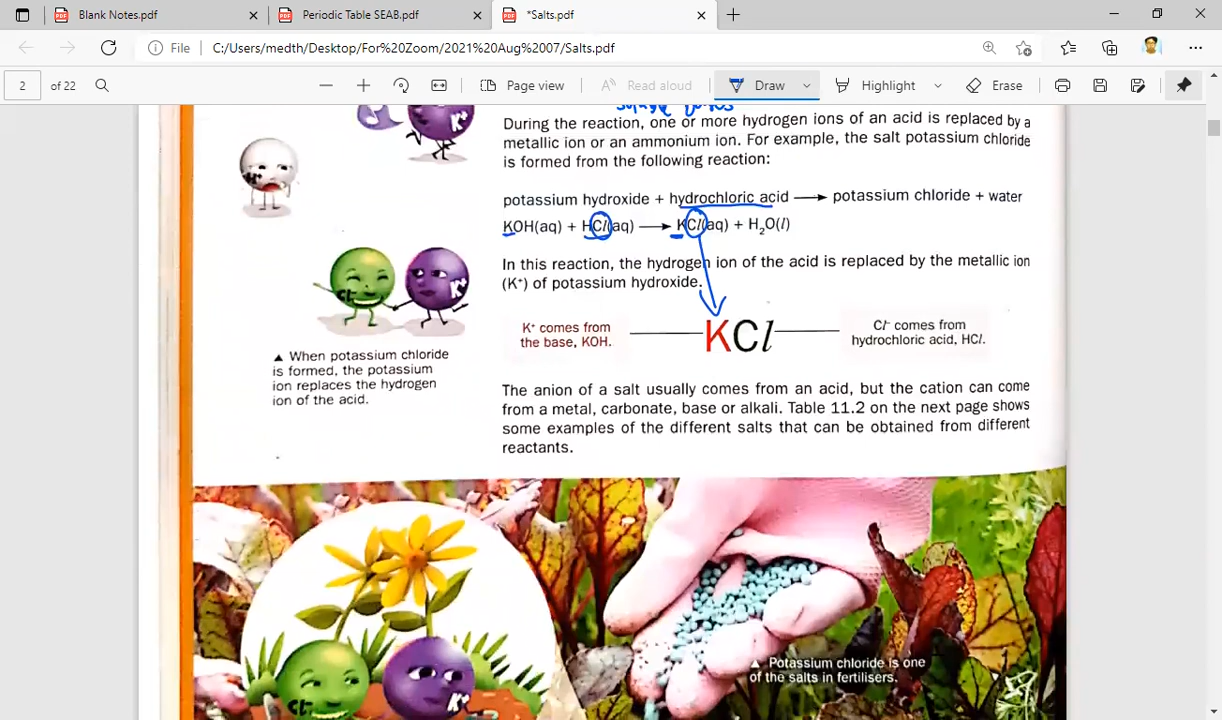 Blank Notes.pdf
Periodic Table SEAB.pdf
*Salts.pdf
File
C:/Users/medth/Desktop/For%20Zoom/2021%20Aug%2007/Salts.pdf
2 of 22
Page view
Read aloud
Draw
Highlight
Erase
During the reaction, one or more hydrogen ions of an acid is replaced by a
metallic ion or an ammonium ion. For example, the salt potassium chloride
is formed from the following reaction:
potassium hydroxide + hydrochloric acid → potassium chloride + water
KOH(aq) + HCl(aq) → KCl(aq) + H₂O(l)
In this reaction, the hydrogen ion of the acid is replaced by the metallic ion
(K⁺) of potassium hydroxide.
K⁺ comes from
the base, KOH.
KCl
Cl⁻ comes from
hydrochloric acid, HCl.
▲ When potassium chloride
is formed, the potassium
ion replaces the hydrogen
ion of the acid.
The anion of a salt usually comes from an acid, but the cation can come
from a metal, carbonate, base or alkali. Table 11.2 on the next page shows
some examples of the different salts that can be obtained from different
reactants.
▲ Potassium chloride is one
of the salts in fertilisers.
K⁺
K⁺
K⁺